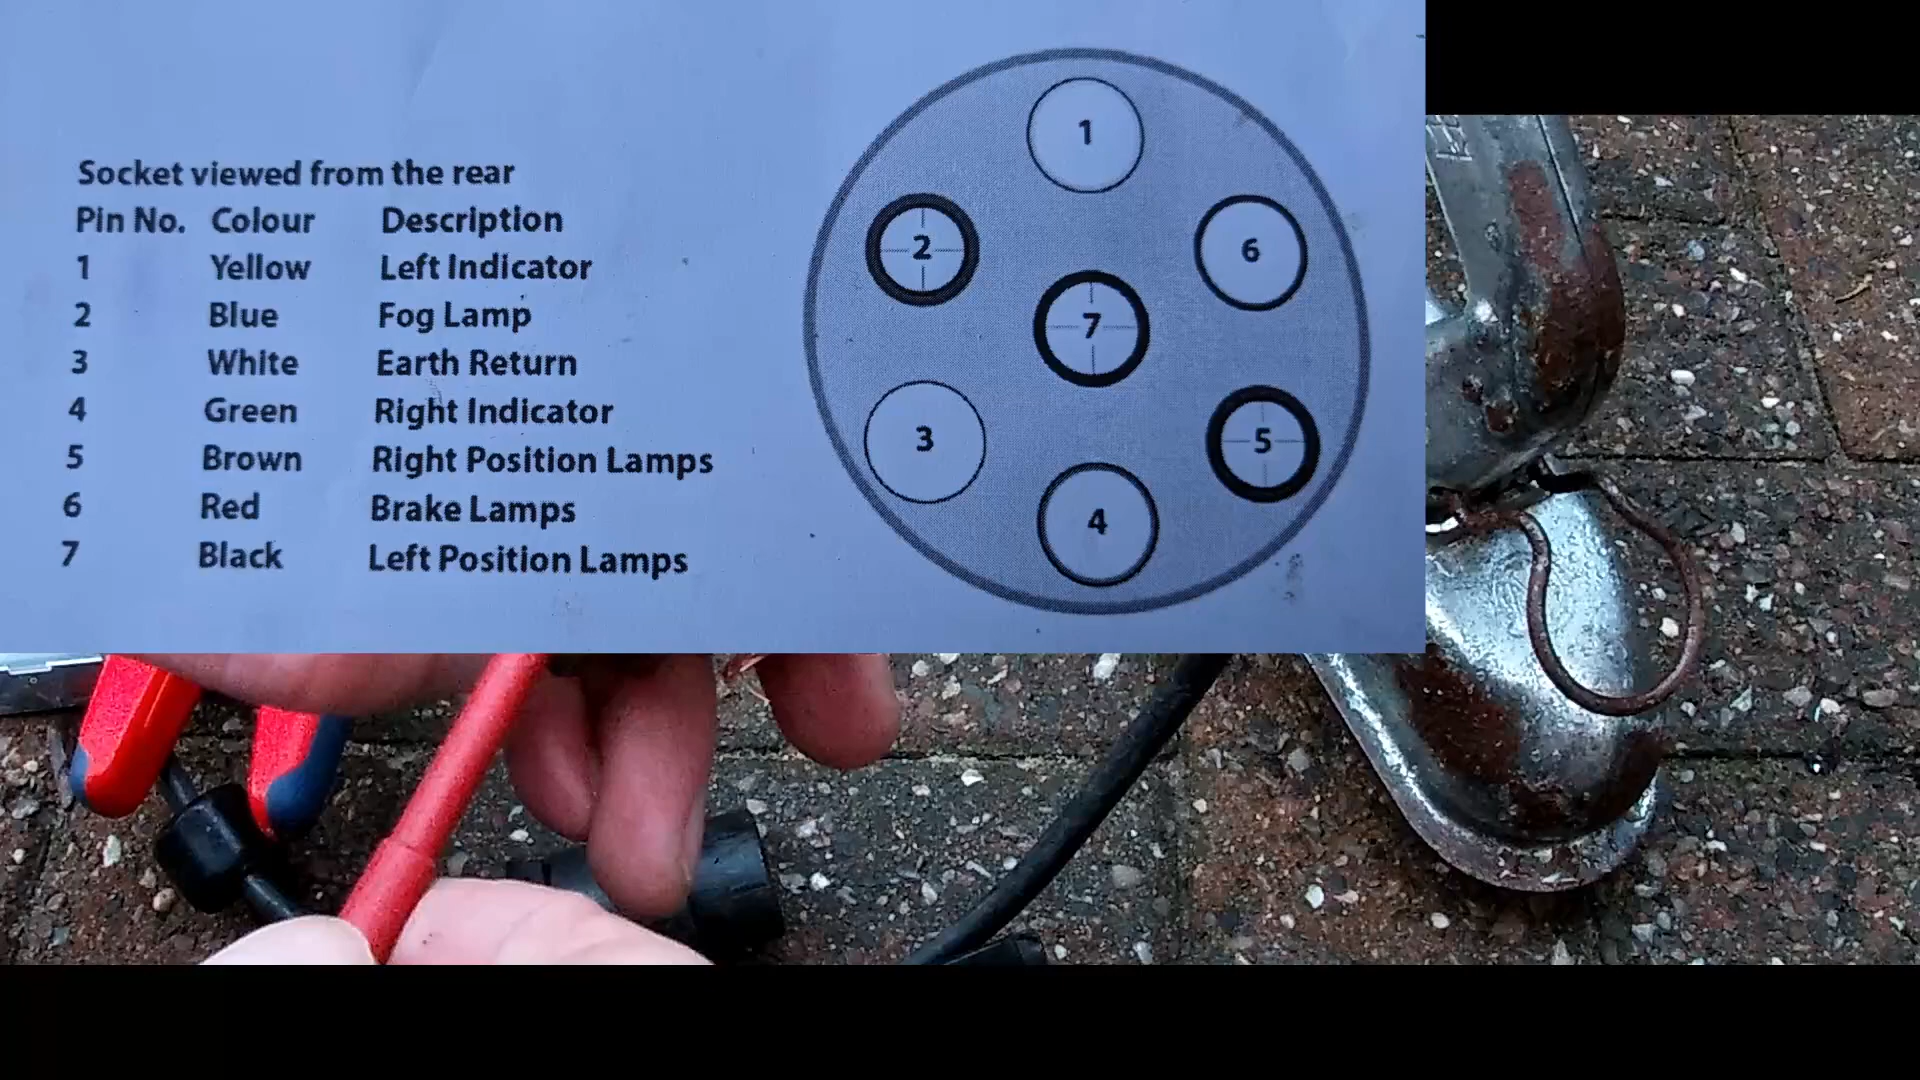 Socket viewed from the rear
Pin No. Colour Description
1 Yellow Left Indicator
2 Blue Fog Lamp
3 White Earth Return
4 Green Right Indicator
5 Brown Right Position Lamps
6 Red Brake Lamps
7 Black Left Position Lamps
1
2
6
7
3
5
4